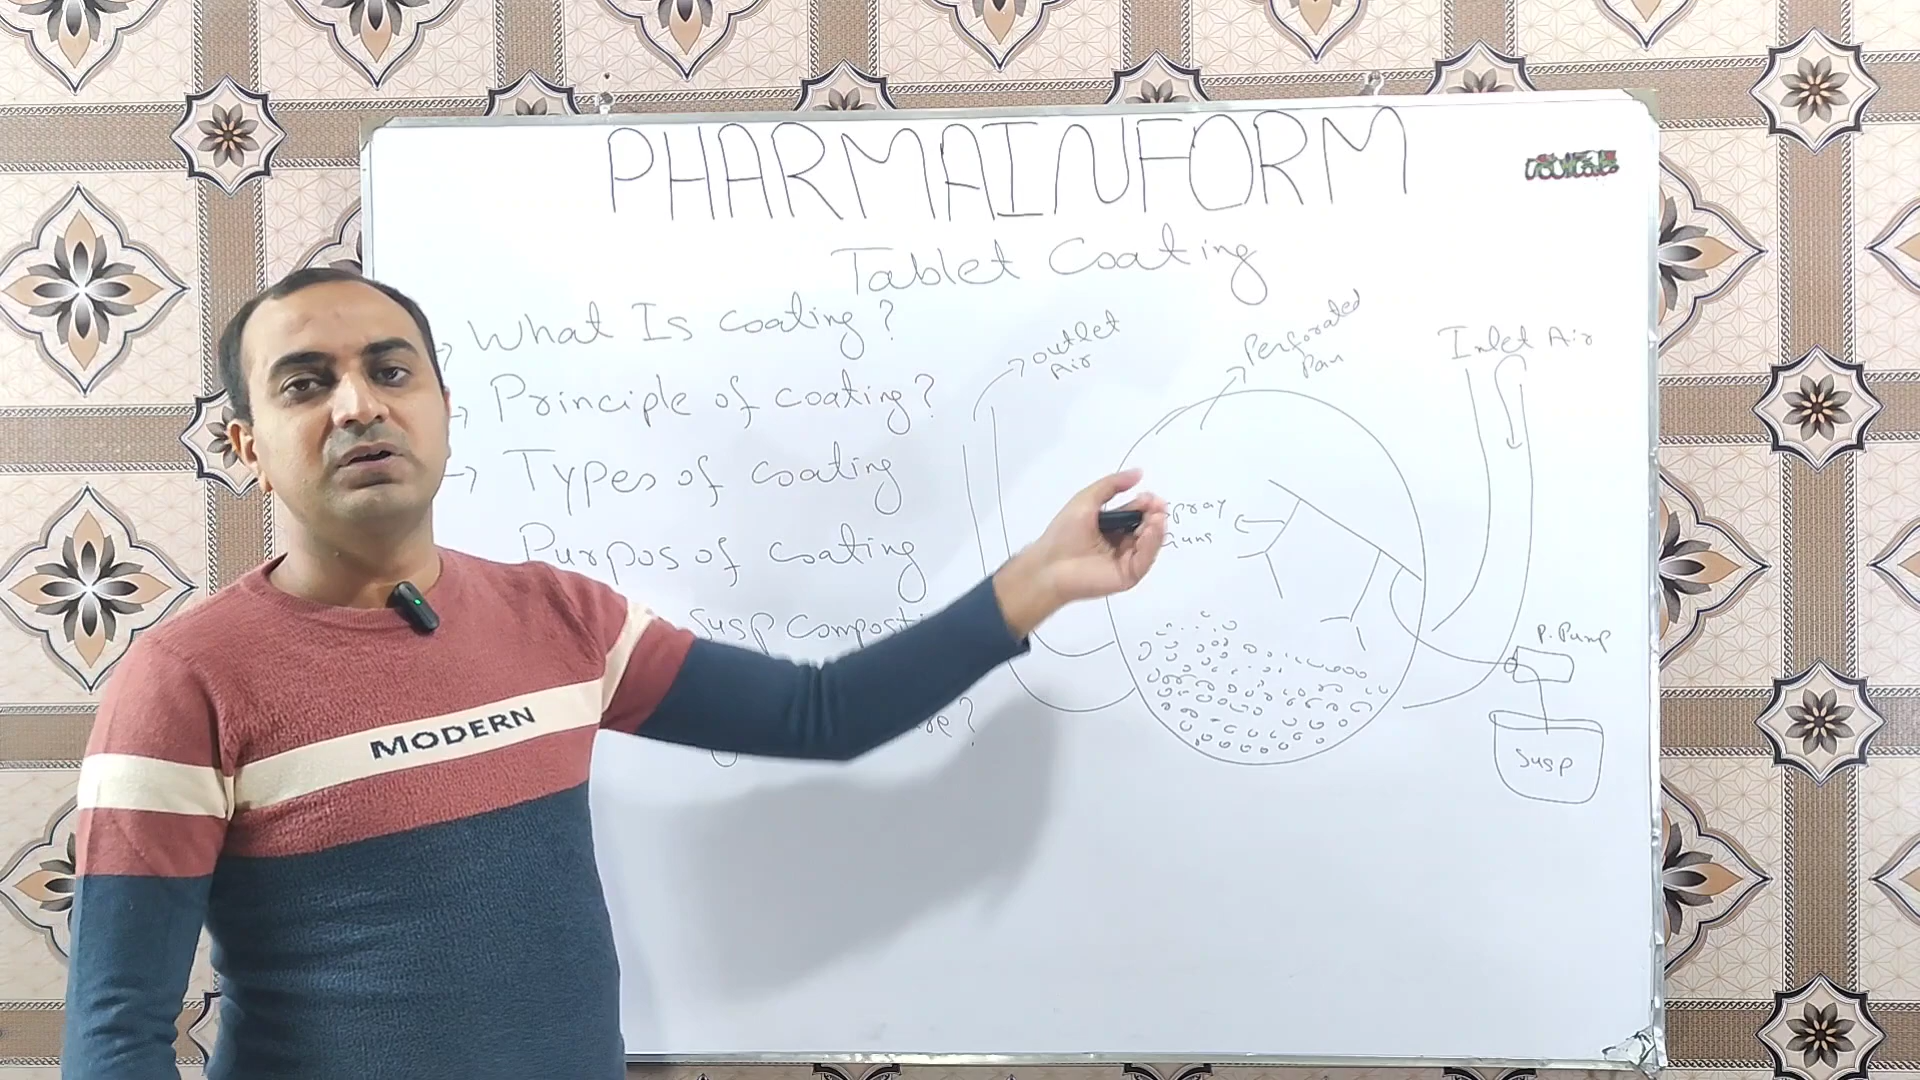 PHARMAINFORM
Tablet Coating
What Is coating?
Principle of coating?
Types of coating
Purpos of coating
Susp
outlet
Air
Perforated
Pan
Inlet Air
spray
Guns
P. Pump
Susp
MODERN